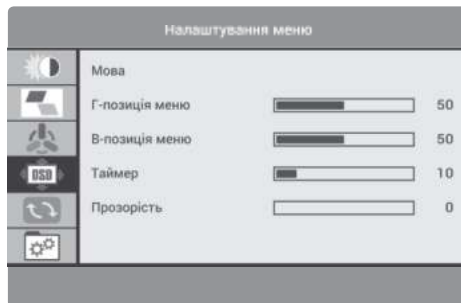 Налаштування меню
Мова
Г-позиція меню 50
В-позиція меню 50
OSD
Таймер 10
Прозорість 0